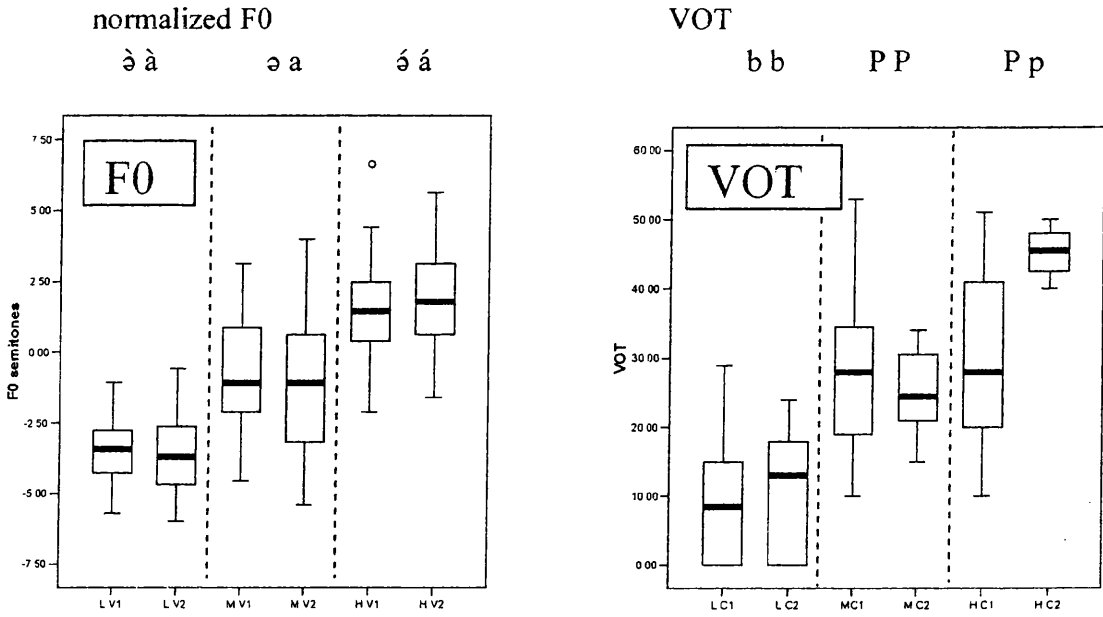 normalized F0
ə̀ à ə a ə́ á
F0
7 50
5 00
2 50
0 00
-2 50
-5 00
-7 50
F0 semitones
L V1 L V2 M V1 M V2 H V1 H V2
VOT
b b P P P p
VOT
60 00
50 00
40 00
30 00
20 00
10 00
0 00
VOT
L C1 L C2 MC1 M C2 H C1 H C2